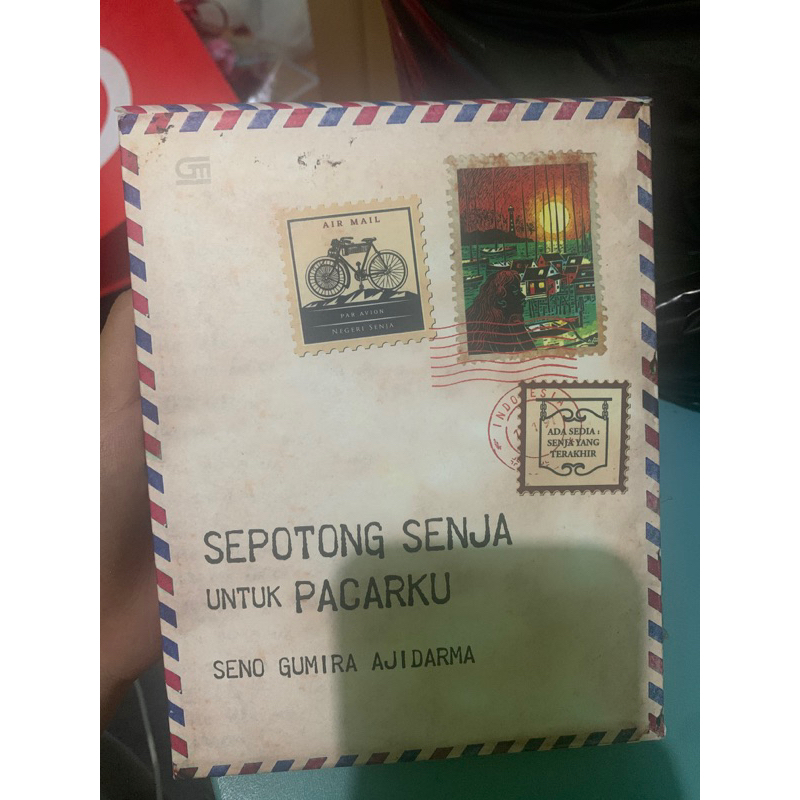 AIR MAIL
PAR AVION
NEGERI SENJA
INDONESIA
ADA SEDIA :
SENJA YANG
TERAKHIR
SEPOTONG SENJA
UNTUK PACARKU
SENO GUMIRA AJIDARMA